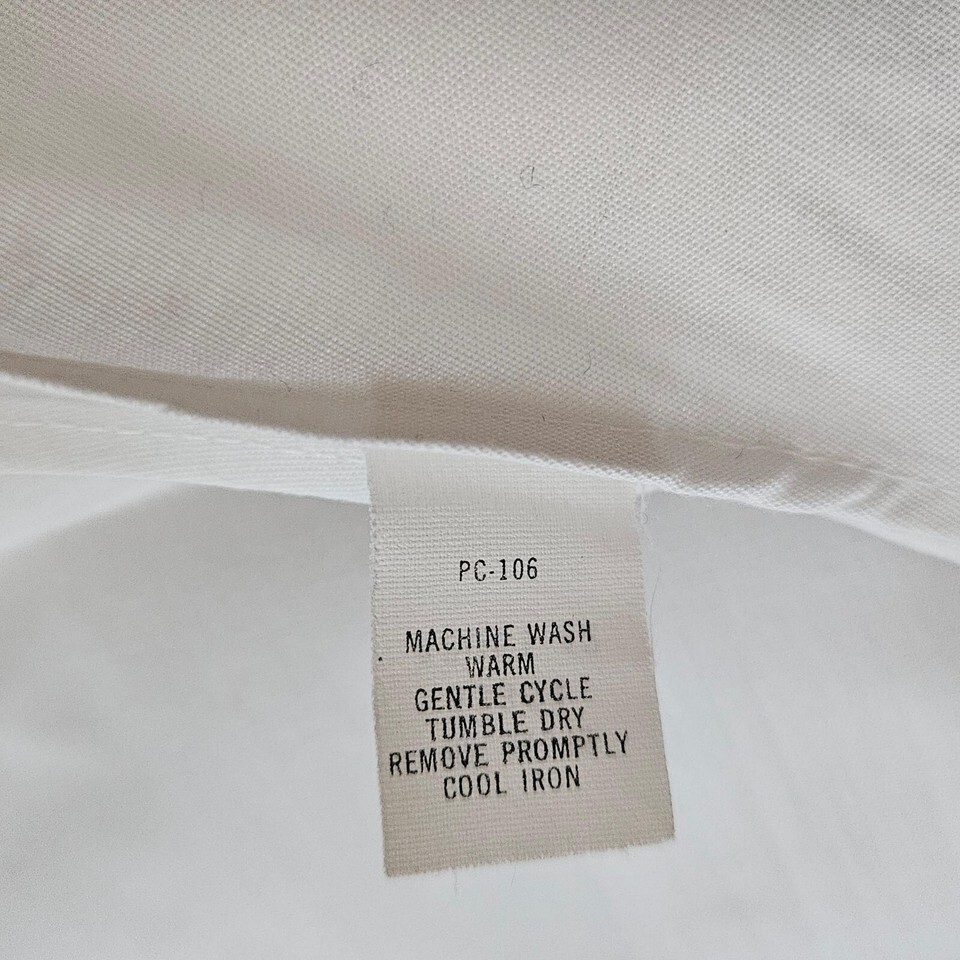 PC-106
MACHINE WASH
WARM
GENTLE CYCLE
TUMBLE DRY
REMOVE PROMPTLY
COOL IRON